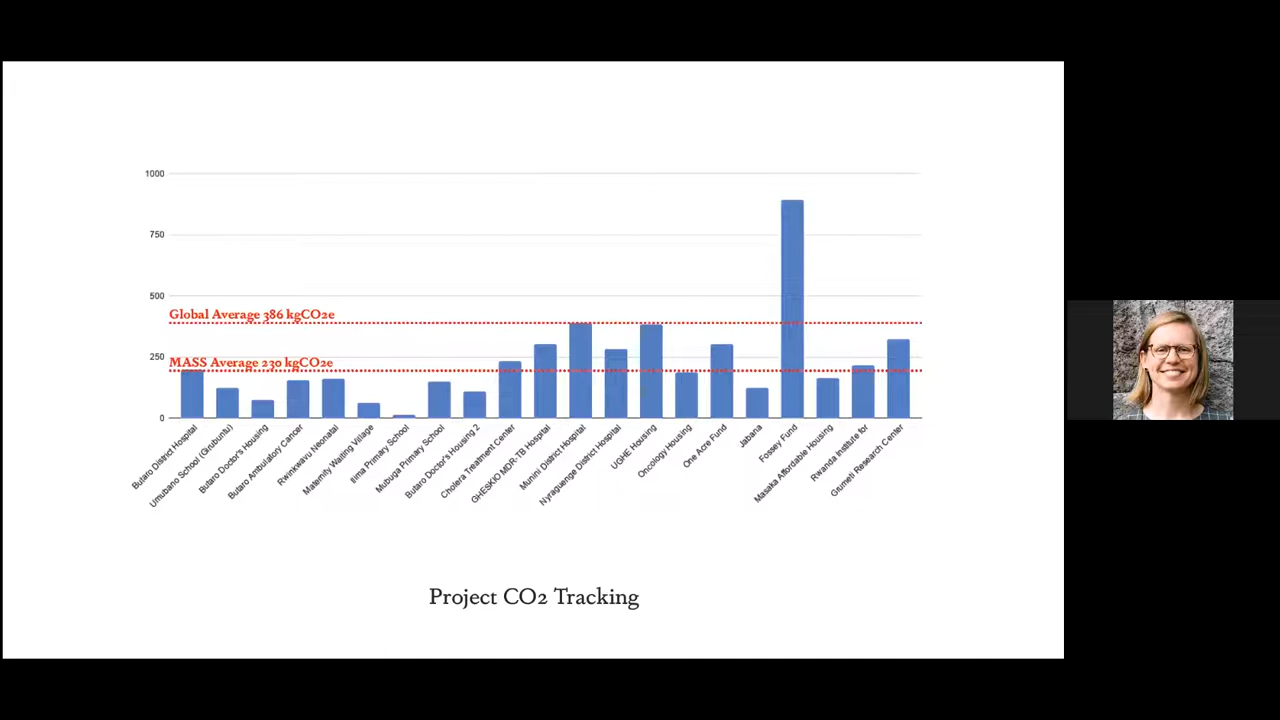 1000
750
500
Global Average 386 kgCO2e
MASS Average 230 kgCO2e
250
0
Butaro District Hospital
Umubano School (Grubuntu)
Butaro Doctor's Housing
Butaro Ambulatory Cancer
Rwinkwavu Neonatal
Maternity Waiting Village
Ilima Primary School
Mubuga Primary School
Butaro Doctor's Housing 2
Cholera Treatment Center
GHESKIO MDR-TB Hospital
Munini District Hospital
Nyraguenge District Hospital
UGHE Housing
Oncology Housing
One Acre Fund
Jabana
Fossey Fund
Masaka Affordable Housing
Rwanda Institute for
Grumeti Research Center
Project CO2 Tracking